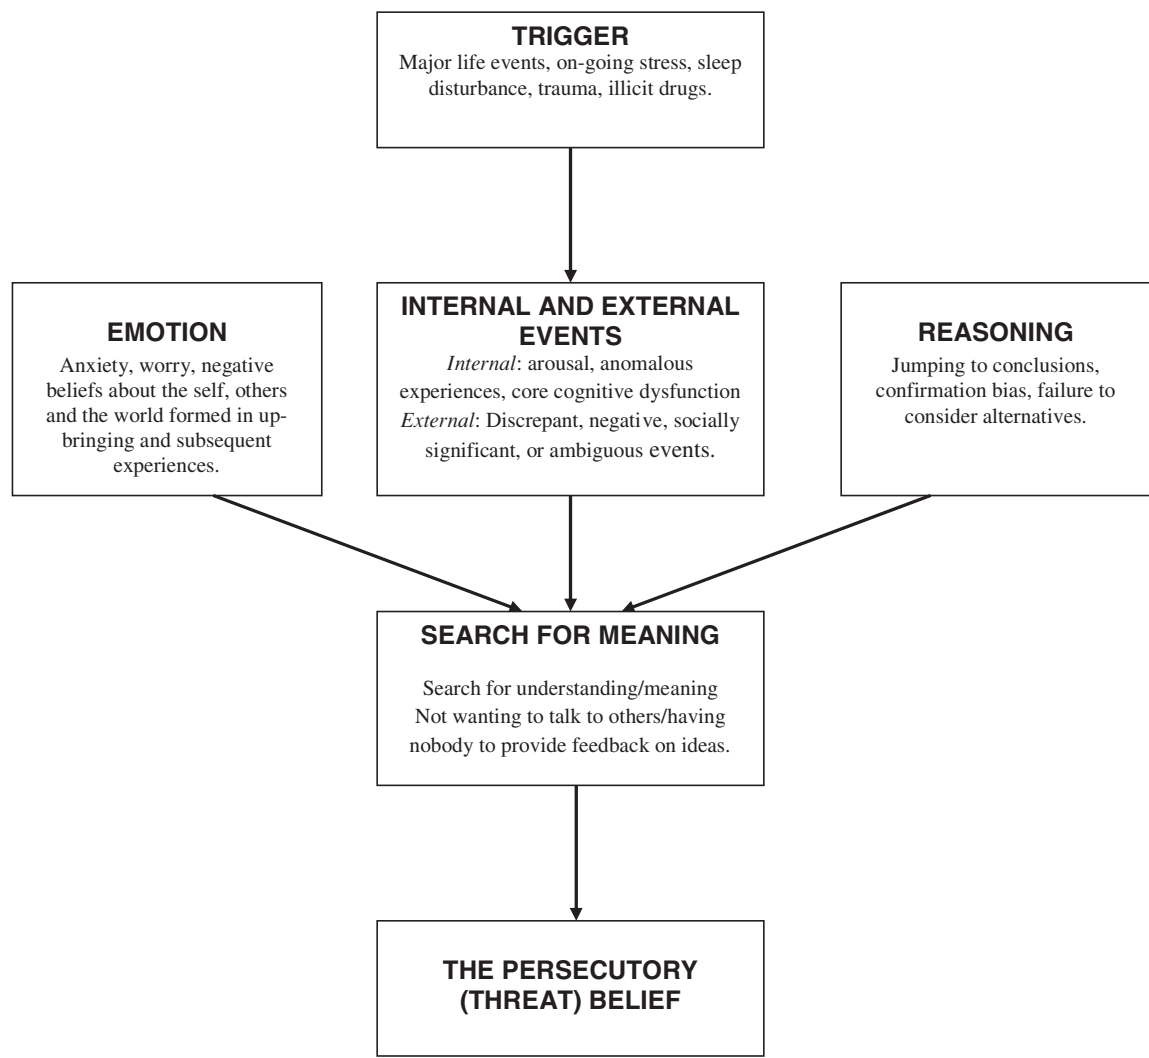 TRIGGER
Major life events, on-going stress, sleep
disturbance, trauma, illicit drugs.
EMOTION
Anxiety, worry, negative
beliefs about the self, others
and the world formed in up-
bringing and subsequent
experiences.
INTERNAL AND EXTERNAL
EVENTS
Internal: arousal, anomalous
experiences, core cognitive dysfunction
External: Discrepant, negative, socially
significant, or ambiguous events.
REASONING
Jumping to conclusions,
confirmation bias, failure to
consider alternatives.
SEARCH FOR MEANING
Search for understanding/meaning
Not wanting to talk to others/having
nobody to provide feedback on ideas.
THE PERSECUTORY
(THREAT) BELIEF